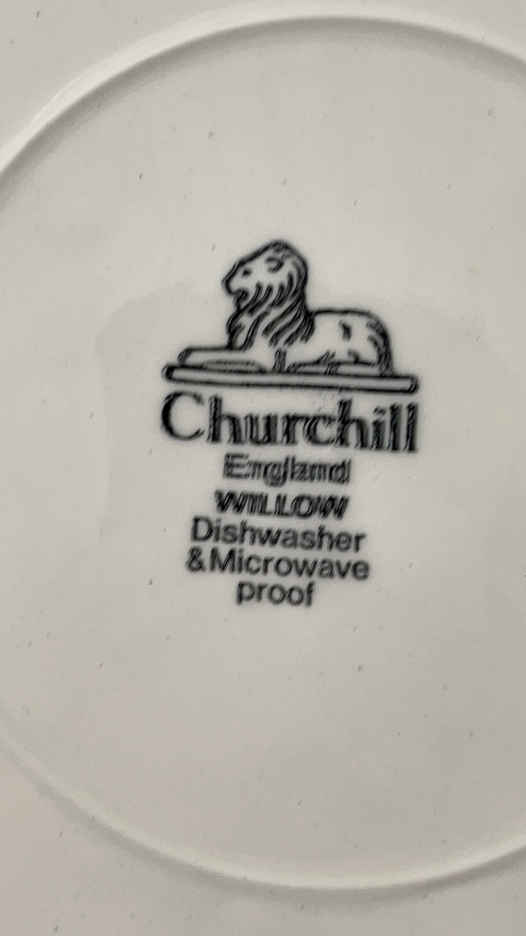 Churchill
England
WILLOW
Dishwasher
&Microwave
proof